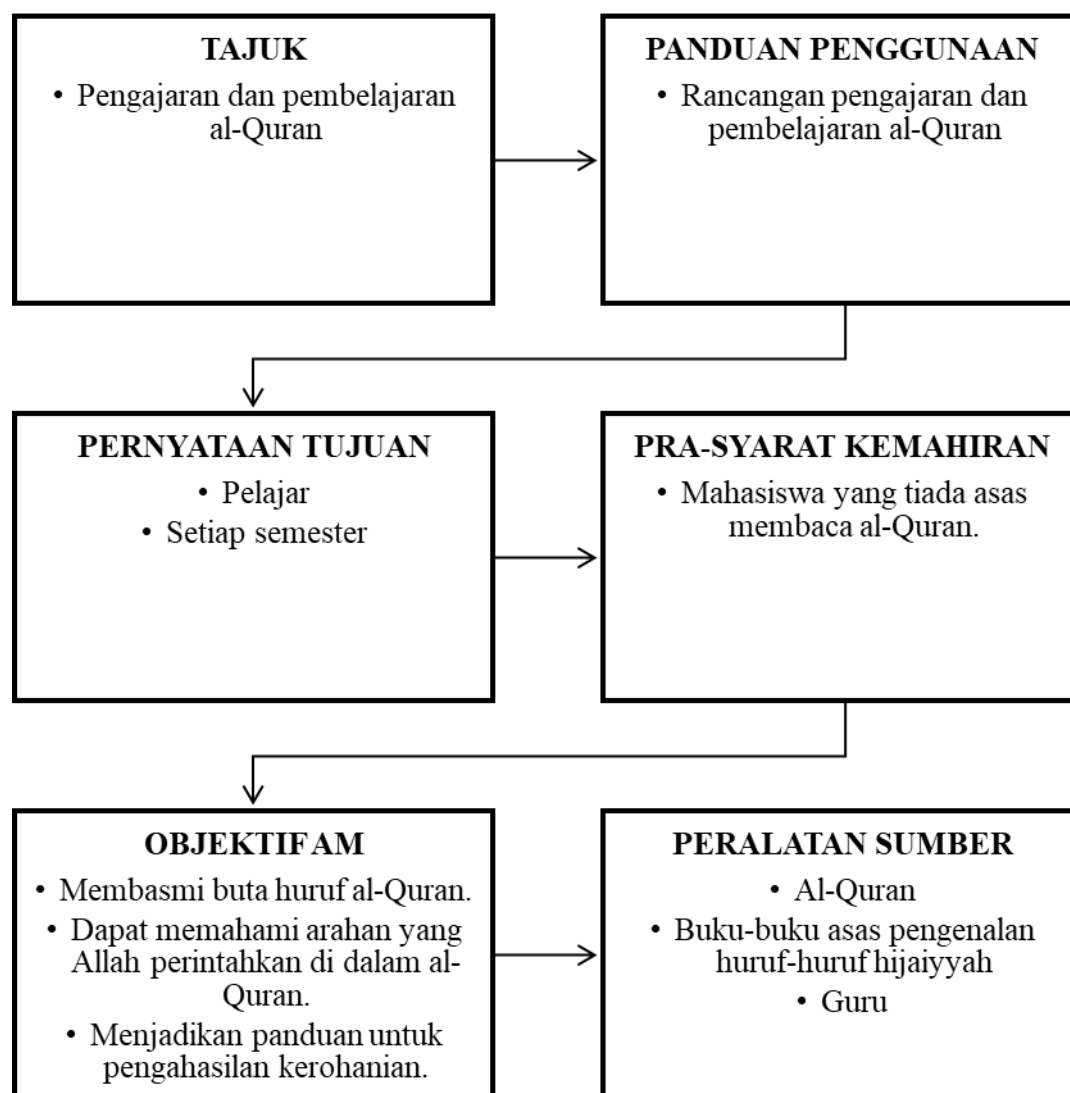 TAJUK
• Pengajaran dan pembelajaran
al-Quran
PANDUAN PENGGUNAAN
• Rancangan pengajaran dan
pembelajaran al-Quran
PERNYATAAN TUJUAN
• Pelajar
• Setiap semester
PRA-SYARAT KEMAHIRAN
• Mahasiswa yang tiada asas
membaca al-Quran.
OBJEKTIF AM
• Membasmi buta huruf al-Quran.
• Dapat memahami arahan yang
Allah perintahkan di dalam al-
Quran.
• Menjadikan panduan untuk
pengahasilan kerohanian.
PERALATAN SUMBER
• Al-Quran
• Buku-buku asas pengenalan
huruf-huruf hijaiyyah
• Guru